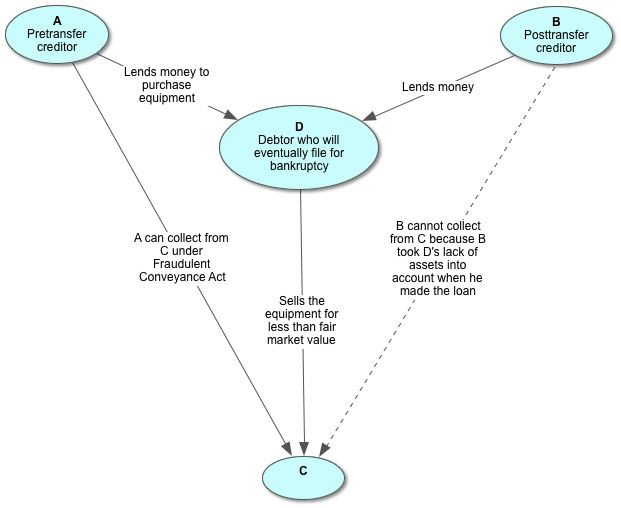 A
Pretransfer
creditor
B
Posttransfer
creditor
Lends money to
purchase
equipment
Lends money
D
Debtor who will
eventually file for
bankruptcy
A can collect from
C under
Fraudulent
Conveyance Act
B cannot collect
from C because B
took D's lack of
assets into
account when he
made the loan
Sells the
equipment for
less than fair
market value
C